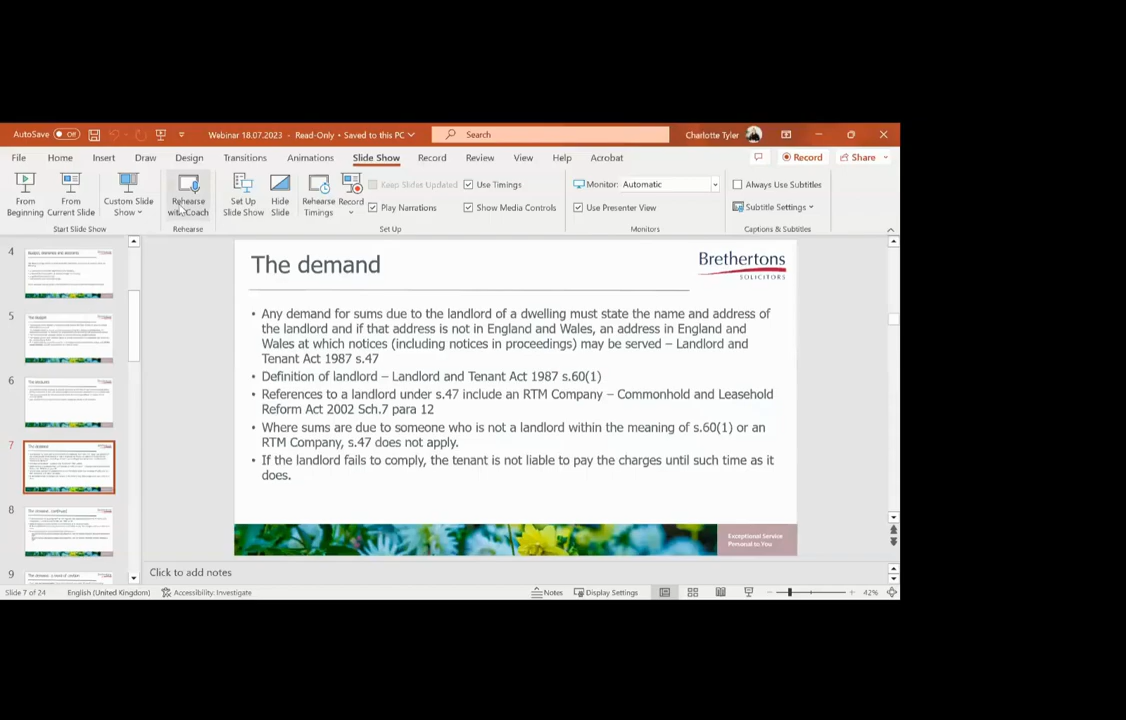 AutoSave Off Webinar 18.07.2023 - Read-Only • Saved to this PC Search Charlotte Tyler
File Home Insert Draw Design Transitions Animations Slide Show Record Review View Help Acrobat Record Share
From Beginning
From Current Slide
Custom Slide Show
Start Slide Show
Rehearse with Coach
Rehearse
Set Up Slide Show
Hide Slide
Rehearse Timings
Record
Keep Slides Updated
Play Narrations
Use Timings
Show Media Controls
Set Up
Monitor: Automatic
Use Presenter View
Monitors
Always Use Subtitles
Subtitle Settings
Captions & Subtitles
4
5
6
7
8
9
The demand
Brethertons
SOLICITORS
• Any demand for sums due to the landlord of a dwelling must state the name and address of
the landlord and if that address is not in England and Wales, an address in England and
Wales at which notices (including notices in proceedings) may be served – Landlord and
Tenant Act 1987 s.47
• Definition of landlord – Landlord and Tenant Act 1987 s.60(1)
• References to a landlord under s.47 include an RTM Company – Commonhold and Leasehold
Reform Act 2002 Sch.7 para 12
• Where sums are due to someone who is not a landlord within the meaning of s.60(1) or an
RTM Company, s.47 does not apply.
• If the landlord fails to comply, the tenant is not liable to pay the charges until such time as it
does.
Exceptional Service
Personal to You
Click to add notes
Slide 7 of 24 English (United Kingdom) Accessibility: Investigate Notes Display Settings 42%